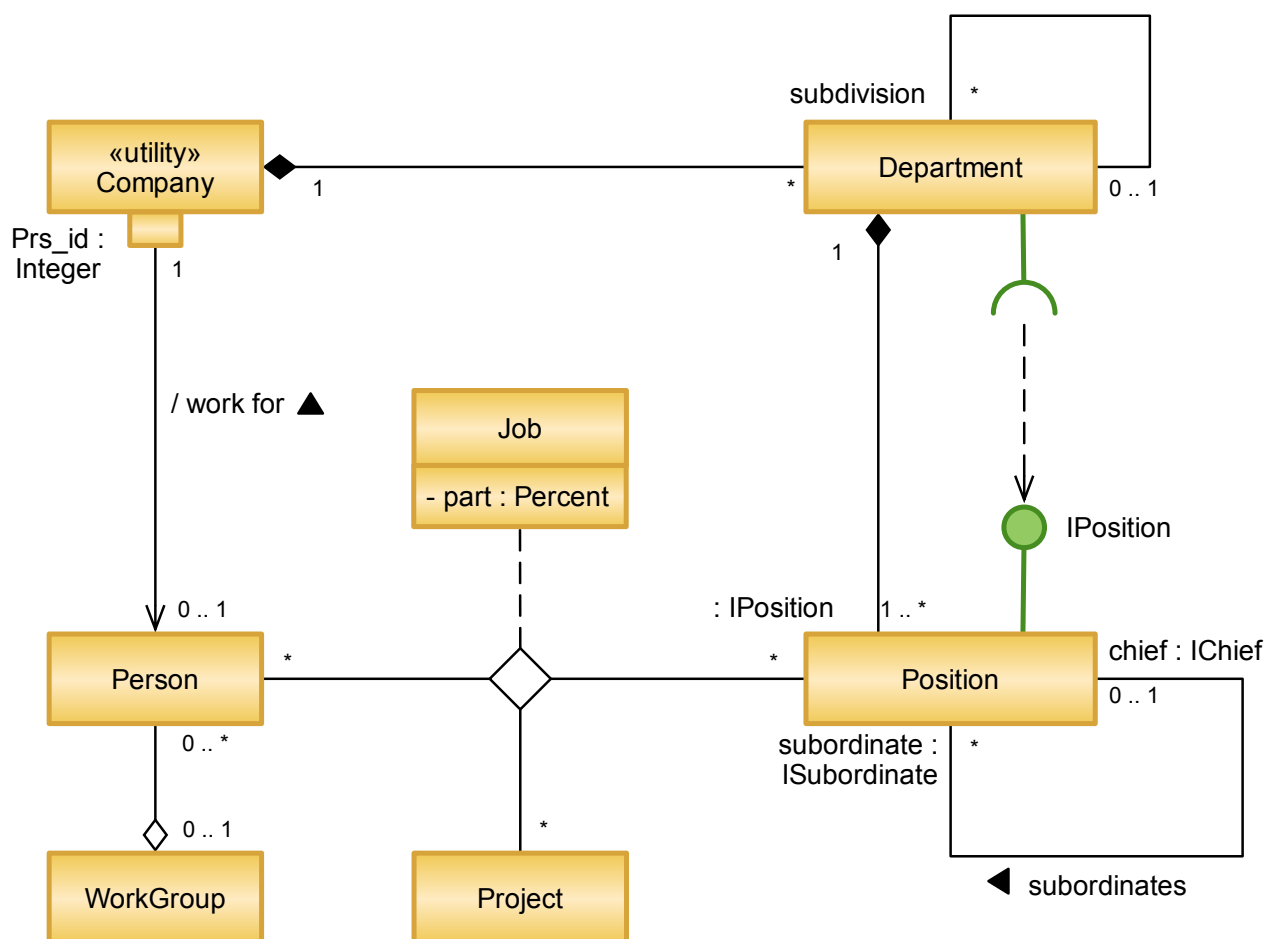 subdivision
*
«utility»
Company
Department
1
*
0 .. 1
Prs_id :
Integer
1
1
/ work for
Job
- part : Percent
IPosition
0 .. 1
: IPosition
1 .. *
chief : IChief
Person
*
*
Position
0 .. 1
0 .. *
subordinate :
ISubordinate
*
0 .. 1
*
WorkGroup
Project
subordinates